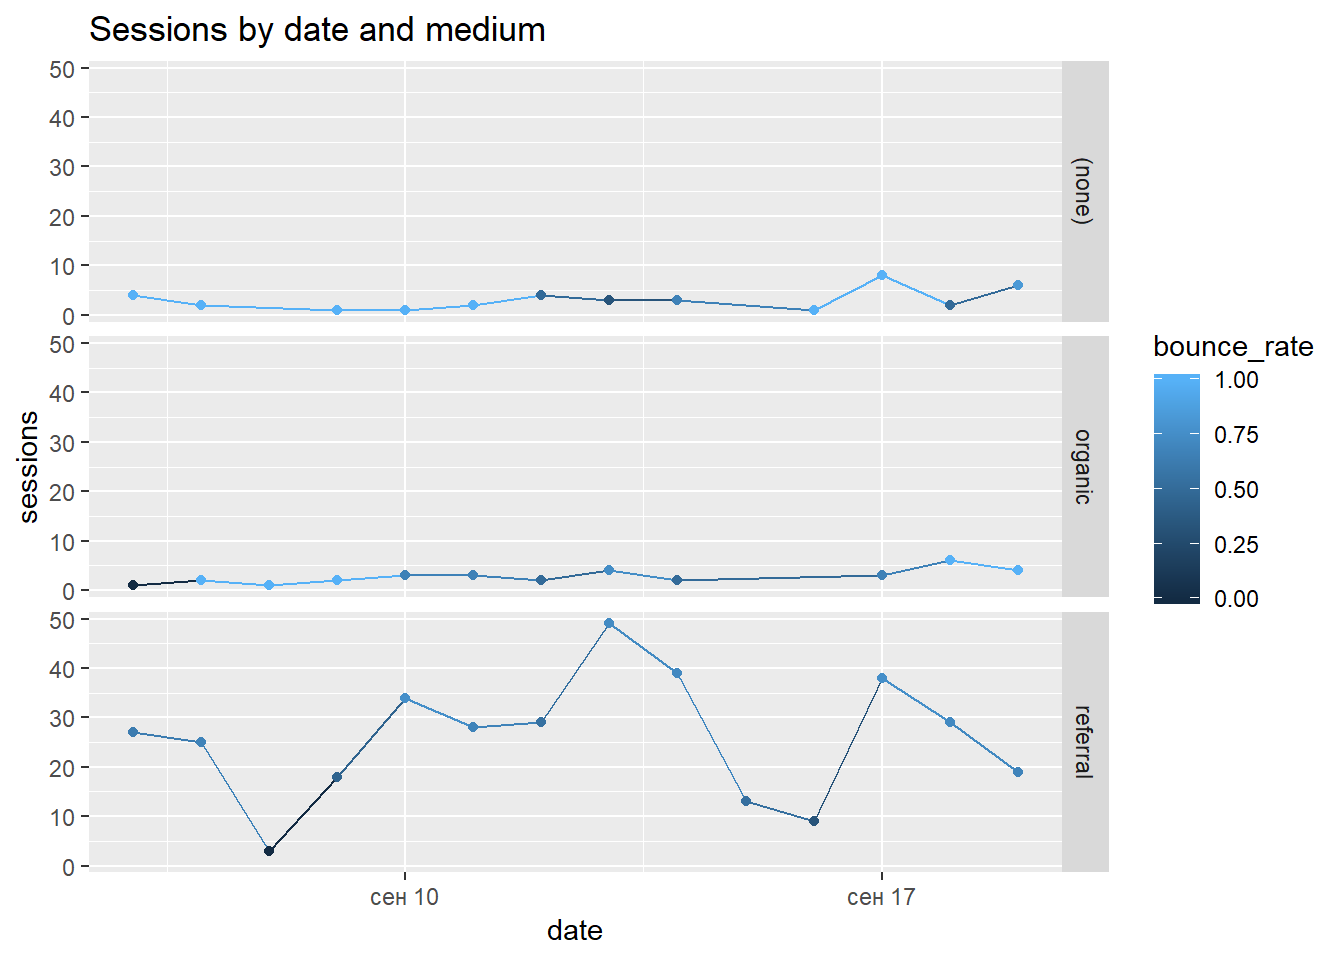 Sessions by date and medium
50
40
30
20
10
0
(none)
50
40
30
20
10
0
organic
50
40
30
20
10
0
referral
sessions
сен 10
сен 17
date
bounce_rate
1.00
0.75
0.50
0.25
0.00